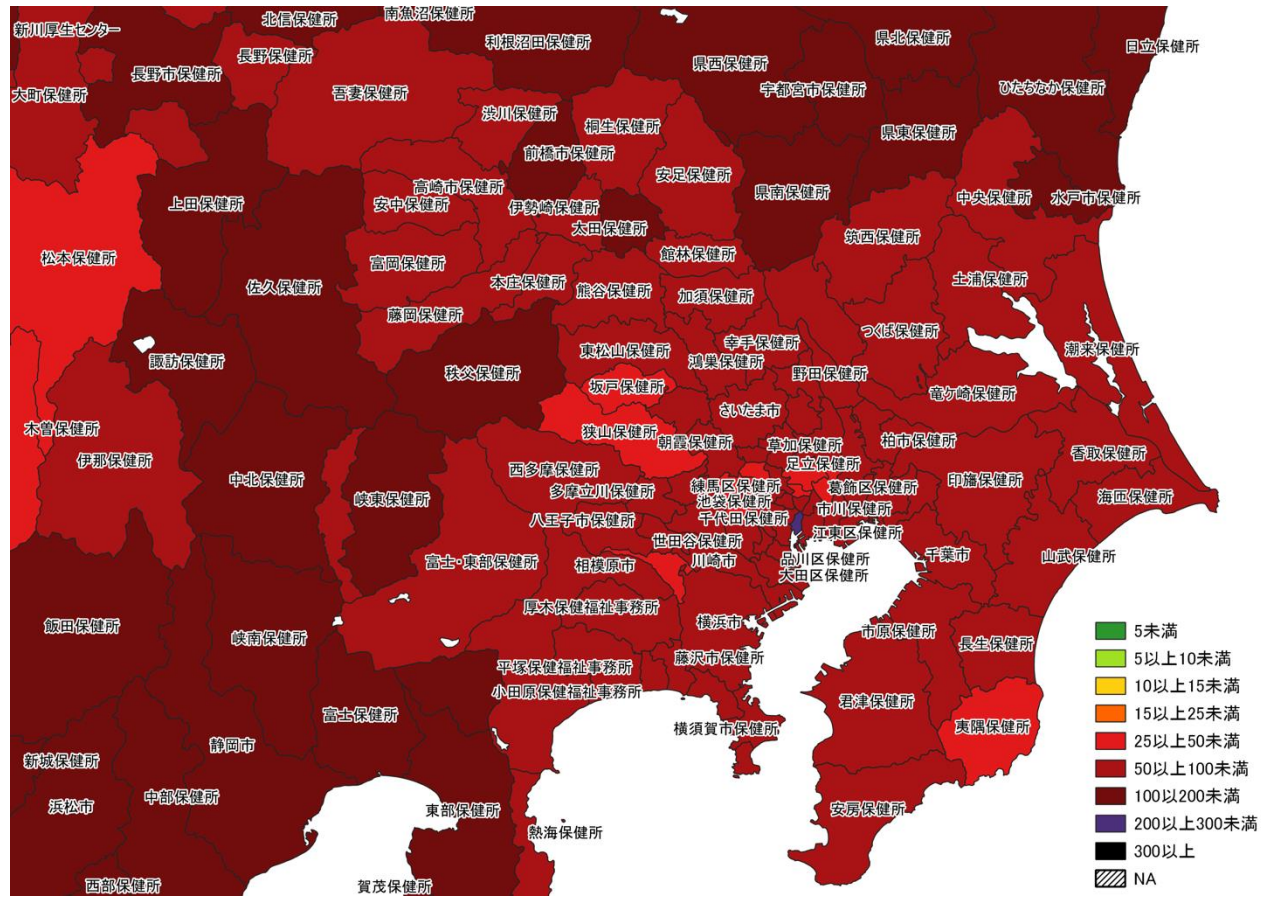 北信保健所
南魚沼保健所
新川厚生センター
利根沼田保健所
県北保健所
日立保健所
長野保健所
県西保健所
長野市保健所
大町保健所
吾妻保健所
宇都宮市保健所
ひたちなか保健所
渋川保健所
桐生保健所
県東保健所
前橋市保健所
安足保健所
高崎市保健所
県南保健所
中央保健所
水戸市保健所
上田保健所
安中保健所
伊勢崎保健所
太田保健所
筑西保健所
松本保健所
富岡保健所
館林保健所
土浦保健所
佐久保健所
本庄保健所
熊谷保健所
加須保健所
藤岡保健所
つくば保健所
幸手保健所
潮来保健所
東松山保健所
鴻巣保健所
諏訪保健所
秩父保健所
野田保健所
坂戸保健所
竜ケ崎保健所
さいたま市
木曽保健所
狭山保健所
朝霞保健所
草加保健所
柏市保健所
香取保健所
伊那保健所
西多摩保健所
足立保健所
中北保健所
峡東保健所
練馬区保健所
葛飾区保健所
印旛保健所
多摩立川保健所
池袋保健所
海匝保健所
市川保健所
八王子市保健所
千代田保健所
江東区保健所
世田谷保健所
富士・東部保健所
相模原市
川崎市
品川区保健所
千葉市
山武保健所
大田区保健所
厚木保健福祉事務所
飯田保健所
峡南保健所
横浜市
市原保健所
長生保健所
平塚保健福祉事務所
藤沢市保健所
小田原保健福祉事務所
君津保健所
富士保健所
横須賀市保健所
夷隅保健所
静岡市
新城保健所
浜松市
中部保健所
東部保健所
安房保健所
熱海保健所
西部保健所
賀茂保健所
5未満
5以上10未満
10以上15未満
15以上25未満
25以上50未満
50以上100未満
100以200未満
200以上300未満
300以上
NA